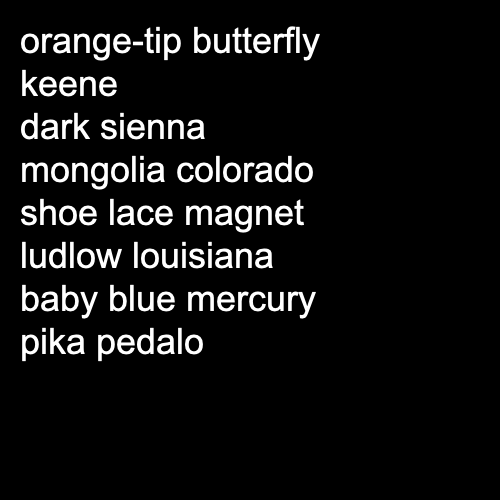 orange-tip butterfly
keene
dark sienna
mongolia colorado
shoe lace magnet
ludlow louisiana
baby blue mercury
pika pedalo